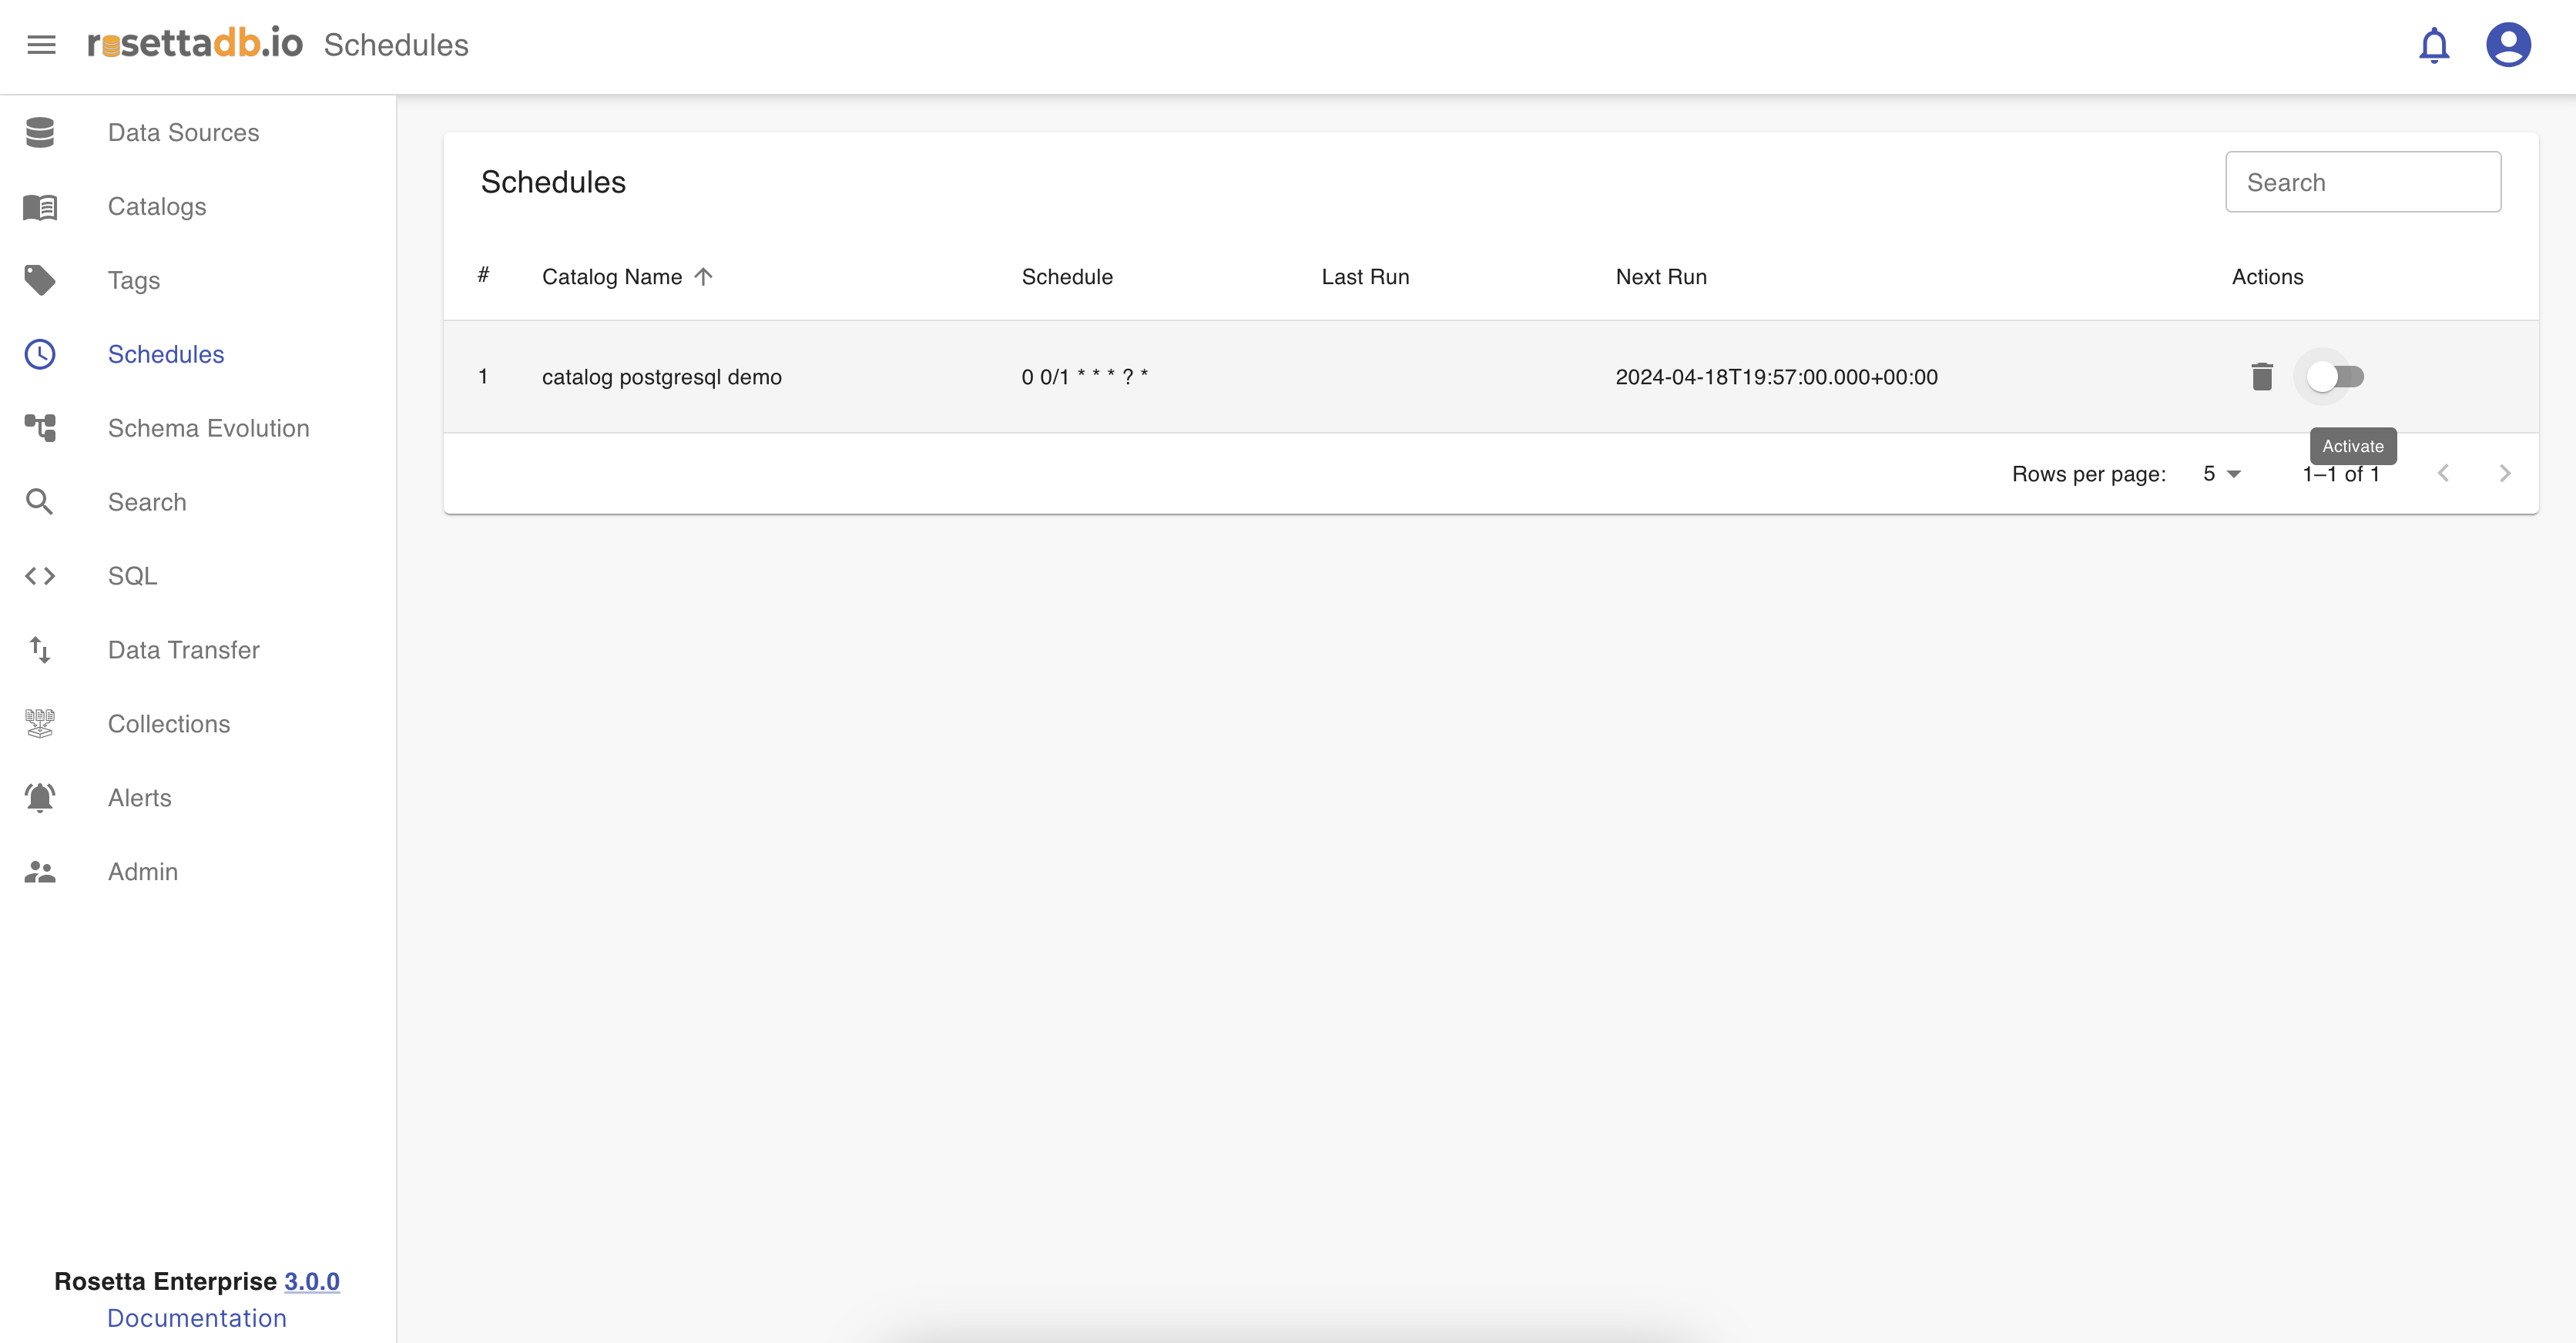 rosettadb.io Schedules
Data Sources
Catalogs
Tags
Schedules
Schema Evolution
Search
SQL
Data Transfer
Collections
Alerts
Admin
Rosetta Enterprise 3.0.0
Documentation
Schedules
Search
# Catalog Name Schedule Last Run Next Run Actions
1 catalog postgresql demo 0 0/1 * * * ? * 2024-04-18T19:57:00.000+00:00
Activate
Rows per page: 5 1–1 of 1